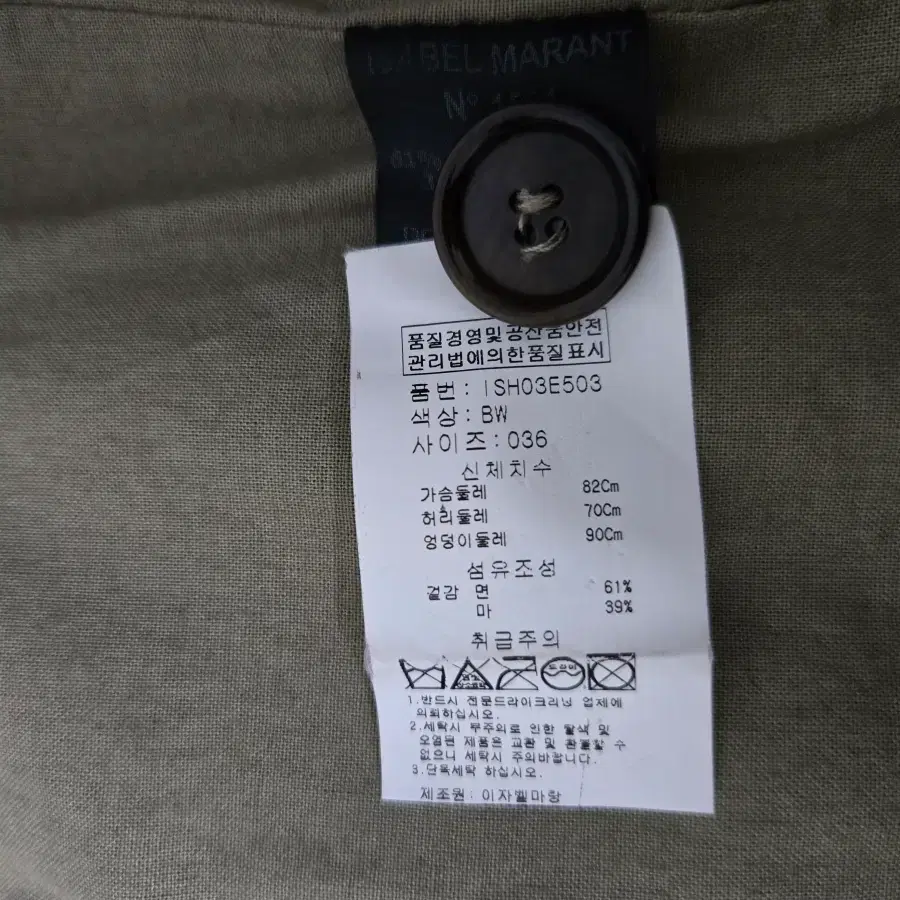 ISABEL MARANT
N°
61%
품질경영및공산품안전
관리법에의한품질표시
품번: ISH03E503
색상: BW
사이즈: 036
신체치수
가슴둘레 82Cm
허리둘레 70Cm
엉덩이둘레 90Cm
섬유조성
겉감 면 61%
마 39%
취급주의
드라이
1.반드시 전문드라이크리닝 업체에
의뢰하십시오.
2.세탁시 부주의로 인한 탈색 및
오염된 제품은 교환 및 환불할 수
없으니 세탁시 주의바랍니다.
3.단독세탁 하십시오.
제조원: 이자벨마랑